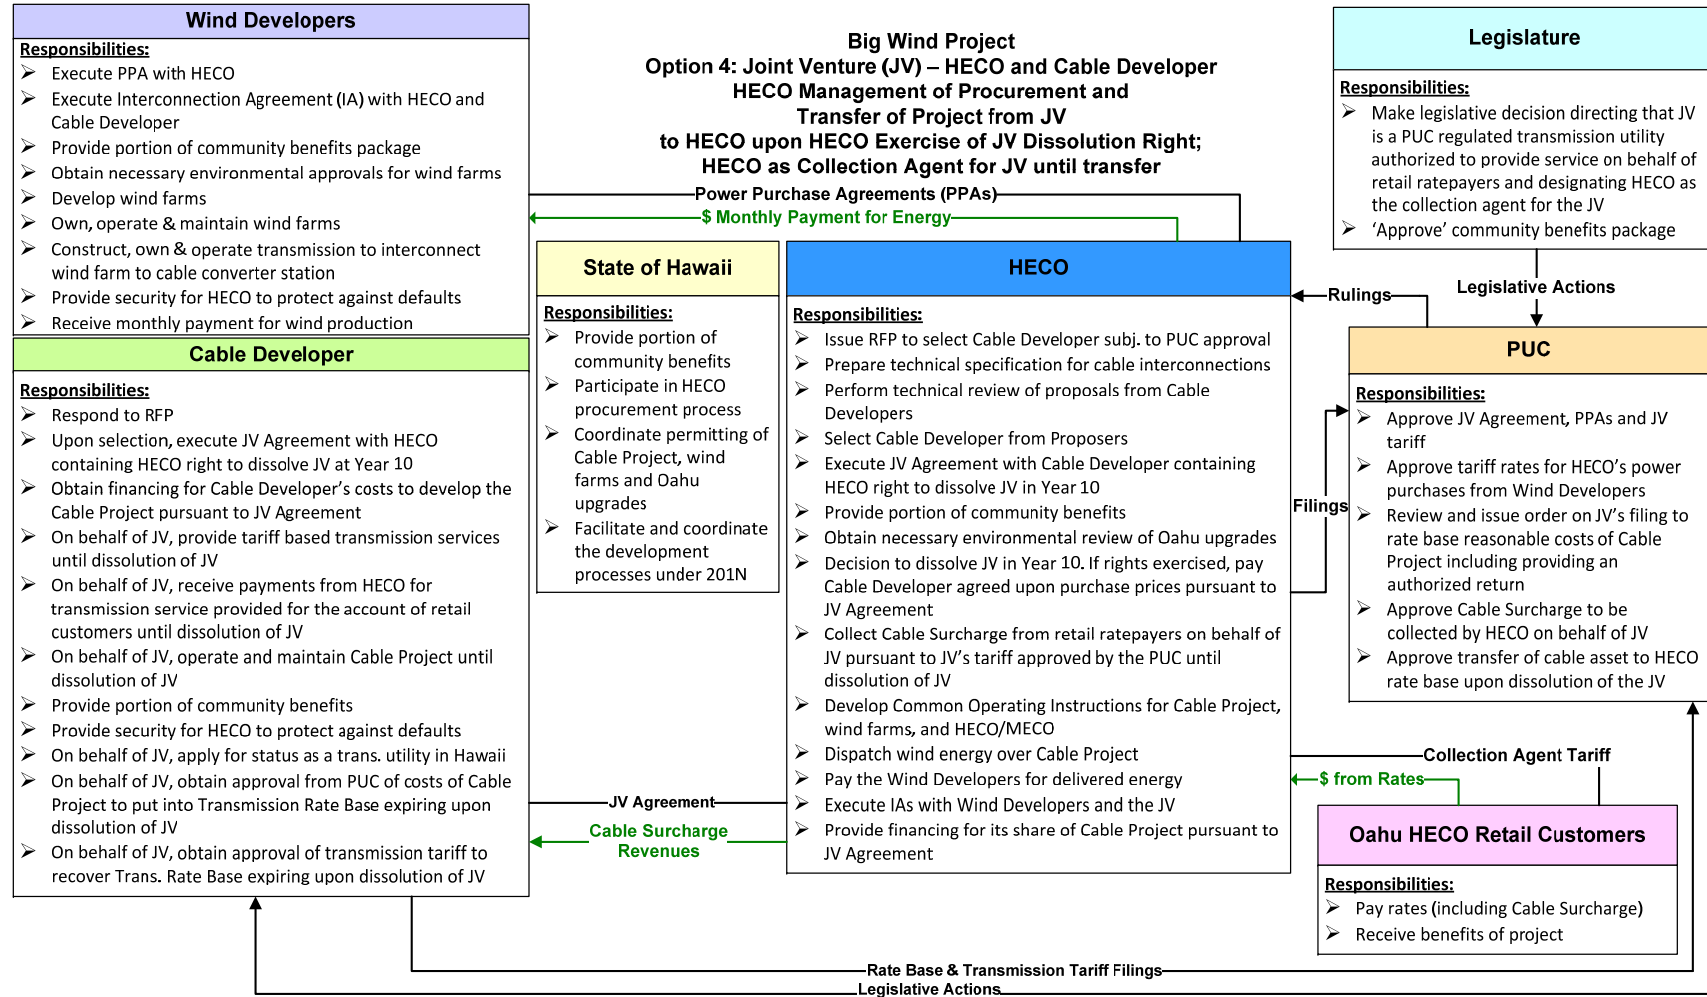 Big Wind Project
Option 4: Joint Venture (JV) – HECO and Cable Developer
HECO Management of Procurement and
Transfer of Project from JV
to HECO upon HECO Exercise of JV Dissolution Right;
HECO as Collection Agent for JV until transfer
Wind Developers
Responsibilities:
➢ Execute PPA with HECO
➢ Execute Interconnection Agreement (IA) with HECO and
Cable Developer
➢ Provide portion of community benefits package
➢ Obtain necessary environmental approvals for wind farms
➢ Develop wind farms
➢ Own, operate & maintain wind farms
➢ Construct, own & operate transmission to interconnect
wind farm to cable converter station
➢ Provide security for HECO to protect against defaults
➢ Receive monthly payment for wind production
Cable Developer
Responsibilities:
➢ Respond to RFP
➢ Upon selection, execute JV Agreement with HECO
containing HECO right to dissolve JV at Year 10
➢ Obtain financing for Cable Developer's costs to develop the
Cable Project pursuant to JV Agreement
➢ On behalf of JV, provide tariff based transmission services
until dissolution of JV
➢ On behalf of JV, receive payments from HECO for
transmission service provided for the account of retail
customers until dissolution of JV
➢ On behalf of JV, operate and maintain Cable Project until
dissolution of JV
➢ Provide portion of community benefits
➢ Provide security for HECO to protect against defaults
➢ On behalf of JV, apply for status as a trans. utility in Hawaii
➢ On behalf of JV, obtain approval from PUC of costs of Cable
Project to put into Transmission Rate Base expiring upon
dissolution of JV
➢ On behalf of JV, obtain approval of transmission tariff to
recover Trans. Rate Base expiring upon dissolution of JV
Power Purchase Agreements (PPAs)
$ Monthly Payment for Energy
State of Hawaii
Responsibilities:
➢ Provide portion of
community benefits
➢ Participate in HECO
procurement process
➢ Coordinate permitting of
Cable Project, wind
farms and Oahu
upgrades
➢ Facilitate and coordinate
the development
processes under 201N
JV Agreement
Cable Surcharge
Revenues
HECO
Responsibilities:
➢ Issue RFP to select Cable Developer subj. to PUC approval
➢ Prepare technical specification for cable interconnections
➢ Perform technical review of proposals from Cable
Developers
➢ Select Cable Developer from Proposers
➢ Execute JV Agreement with Cable Developer containing
HECO right to dissolve JV in Year 10
➢ Provide portion of community benefits
➢ Obtain necessary environmental review of Oahu upgrades
➢ Decision to dissolve JV in Year 10. If rights exercised, pay
Cable Developer agreed upon purchase prices pursuant to
JV Agreement
➢ Collect Cable Surcharge from retail ratepayers on behalf of
JV pursuant to JV's tariff approved by the PUC until
dissolution of JV
➢ Develop Common Operating Instructions for Cable Project,
wind farms, and HECO/MECO
➢ Dispatch wind energy over Cable Project
➢ Pay the Wind Developers for delivered energy
➢ Execute IAs with Wind Developers and the JV
➢ Provide financing for its share of Cable Project pursuant to
JV Agreement
Legislature
Responsibilities:
➢ Make legislative decision directing that JV
is a PUC regulated transmission utility
authorized to provide service on behalf of
retail ratepayers and designating HECO as
the collection agent for the JV
➢ ‘Approve’ community benefits package
Rulings
Legislative Actions
Filings
PUC
Responsibilities:
➢ Approve JV Agreement, PPAs and JV
tariff
➢ Approve tariff rates for HECO's power
purchases from Wind Developers
➢ Review and issue order on JV's filing to
rate base reasonable costs of Cable
Project including providing an
authorized return
➢ Approve Cable Surcharge to be
collected by HECO on behalf of JV
➢ Approve transfer of cable asset to HECO
rate base upon dissolution of the JV
Collection Agent Tariff
$ from Rates
Oahu HECO Retail Customers
Responsibilities:
➢ Pay rates (including Cable Surcharge)
➢ Receive benefits of project
Rate Base & Transmission Tariff Filings
Legislative Actions